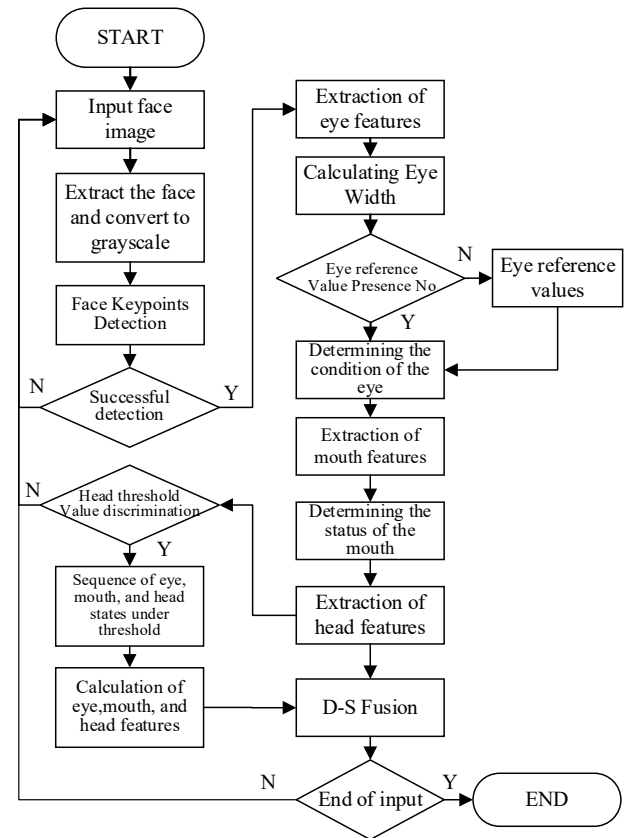 START
Input face
image
Extract the face
and convert to
grayscale
Face Keypoints
Detection
N
Successful
detection
Y
Extraction of
eye features
Calculating Eye
Width
Eye reference
Value Presence No
N
Eye reference
values
Y
Determining the
condition of the
eye
Extraction of
mouth features
Determining the
status of the
mouth
Extraction of
head features
N
Head threshold
Value discrimination
Y
Sequence of eye,
mouth, and head
states under
threshold
Calculation of
eye,mouth, and
head features
D-S Fusion
N
End of input
Y
END